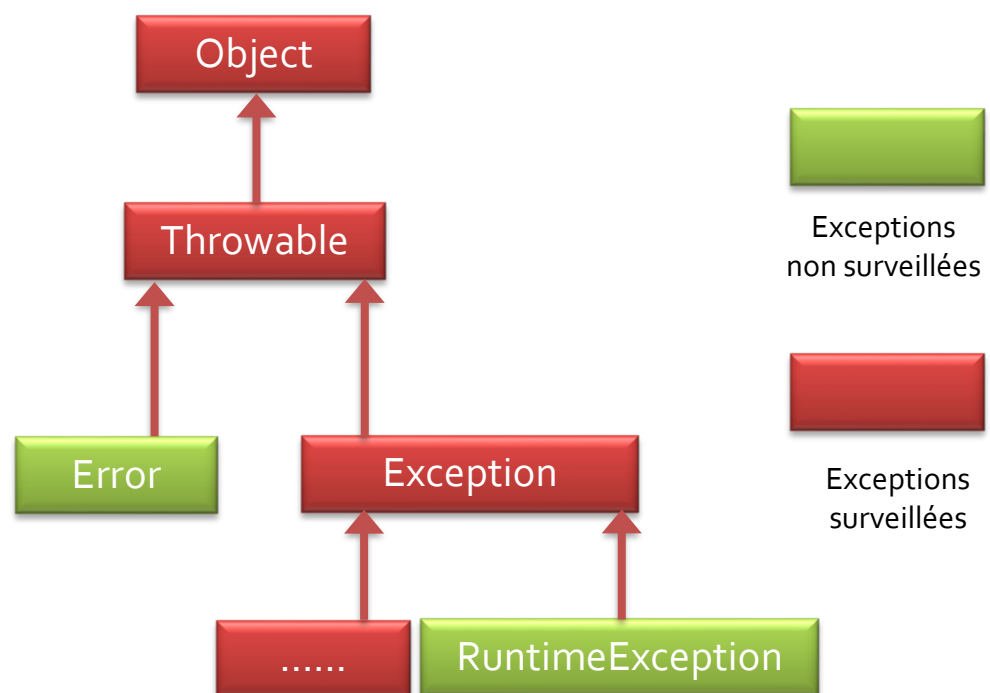 Object
Throwable
Exceptions
non surveillées
Error
Exception
Exceptions
surveillées
......
RuntimeException